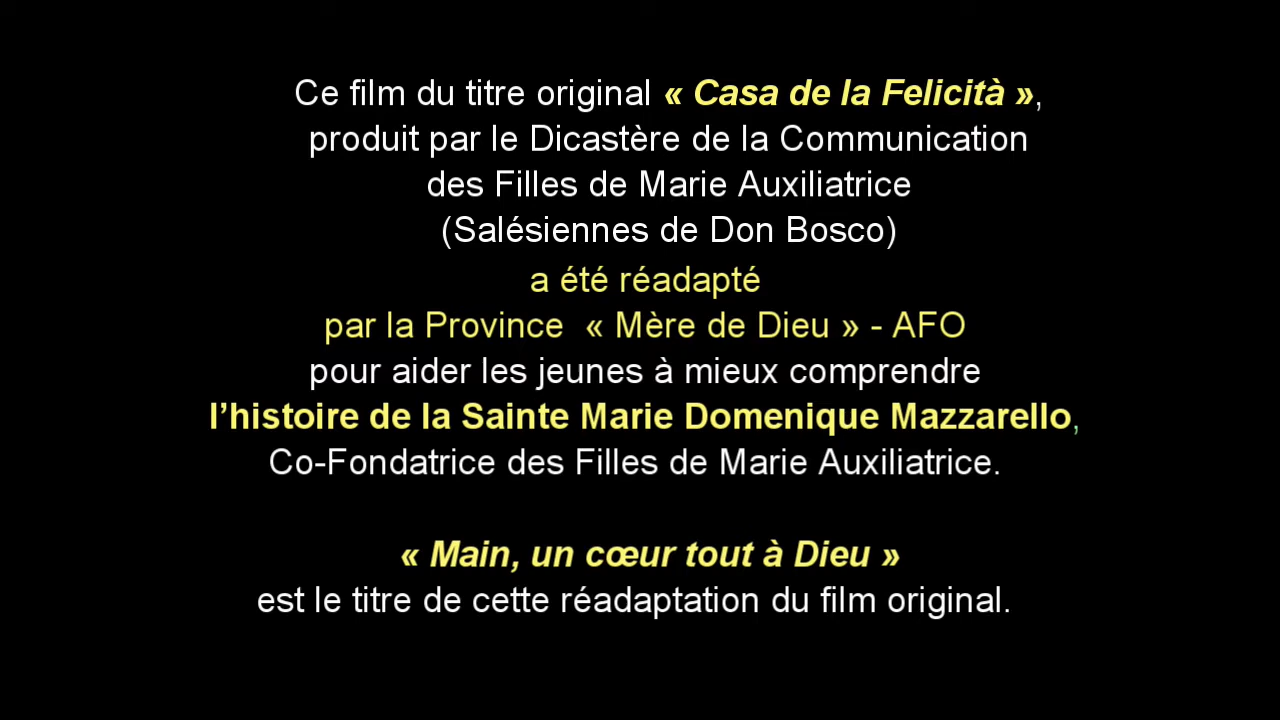 Ce film du titre original « Casa de la Felicità »,
produit par le Dicastère de la Communication
des Filles de Marie Auxiliatrice
(Salésiennes de Don Bosco)
a été réadapté
par la Province « Mère de Dieu » - AFO
pour aider les jeunes à mieux comprendre
l’histoire de la Sainte Marie Domenique Mazzarello,
Co-Fondatrice des Filles de Marie Auxiliatrice.
« Main, un cœur tout à Dieu »
est le titre de cette réadaptation du film original.